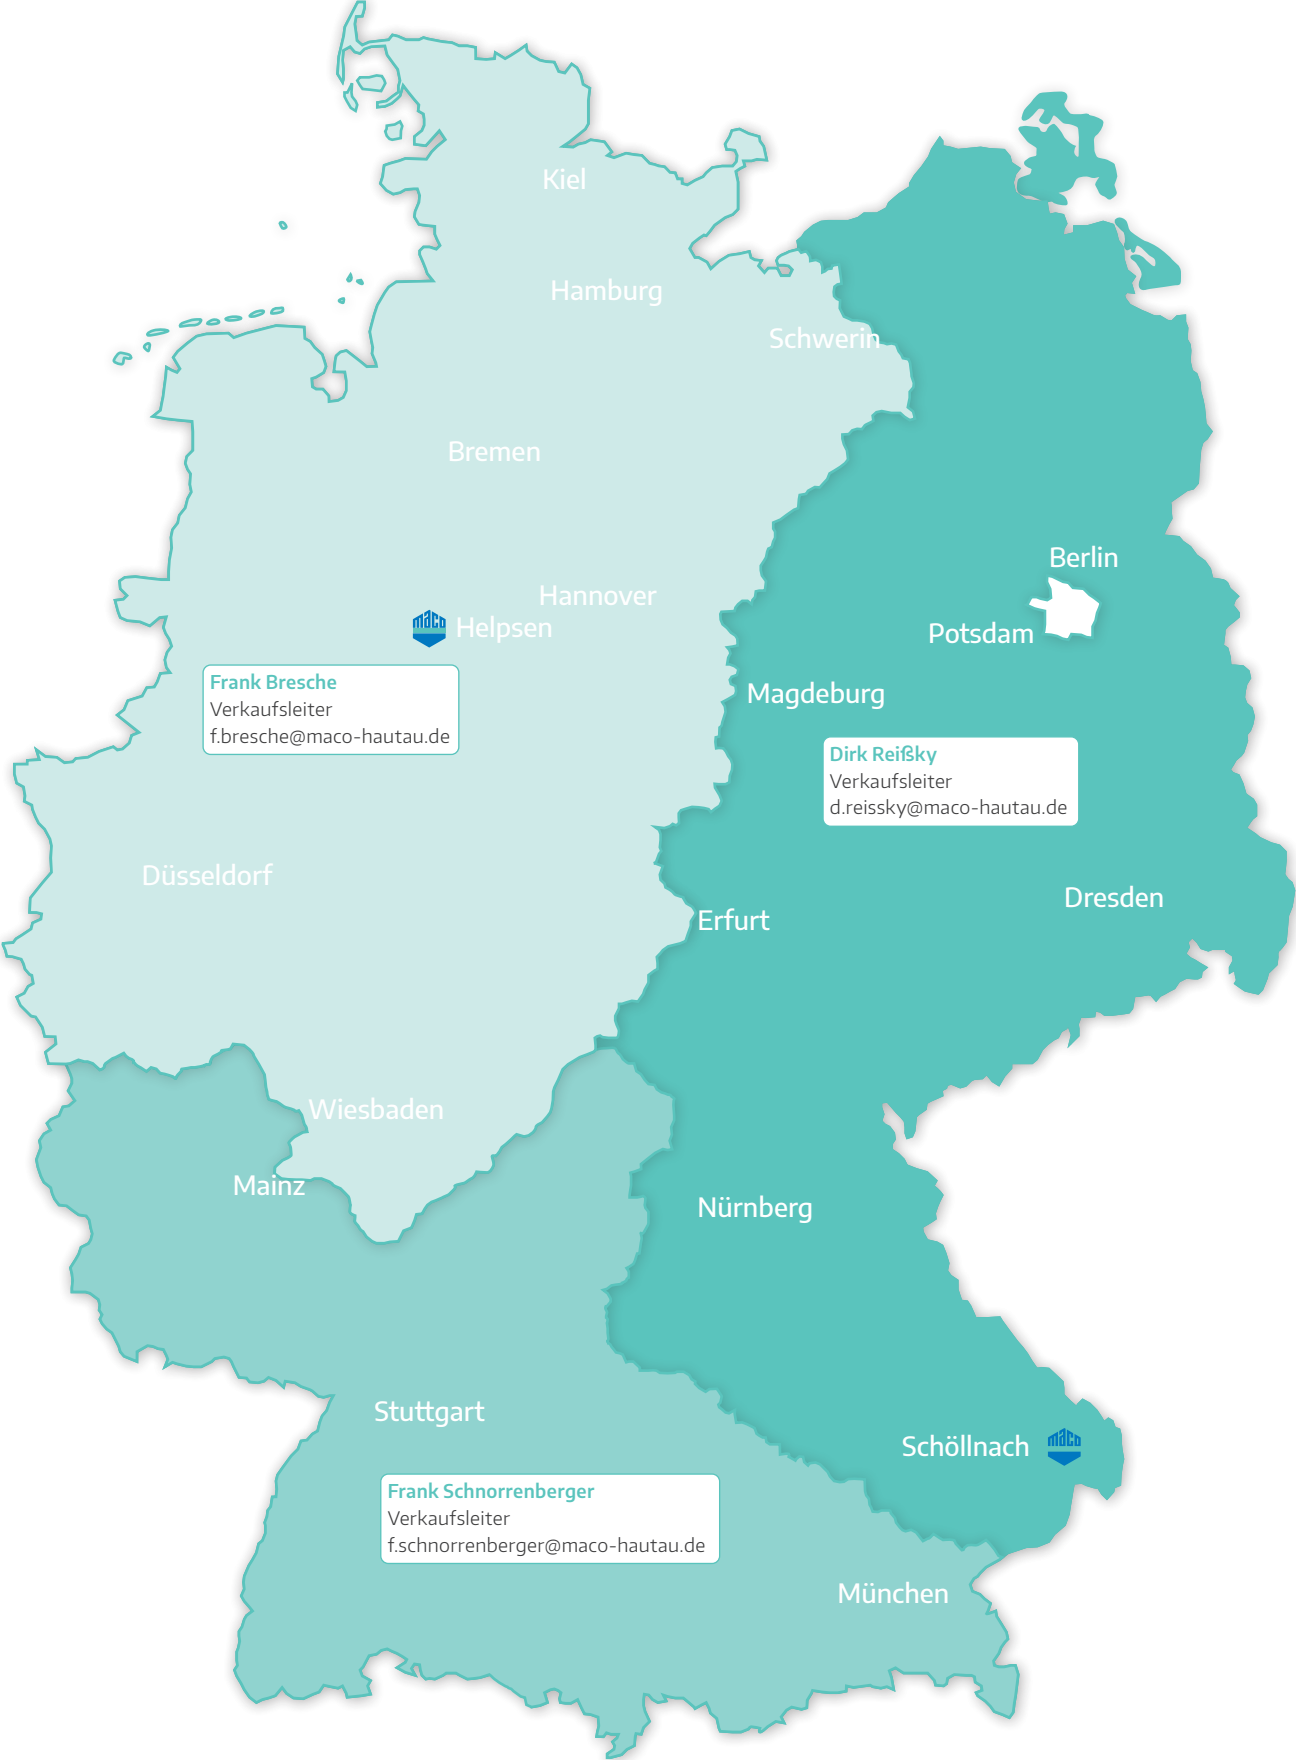 Kiel
Hamburg
Schwerin
Bremen
Berlin
Hannover
maco Helpsen
Potsdam
Frank Bresche
Verkaufsleiter
f.bresche@maco-hautau.de
Magdeburg
Dirk Reißky
Verkaufsleiter
d.reissky@maco-hautau.de
Düsseldorf
Dresden
Erfurt
Wiesbaden
Mainz
Nürnberg
Stuttgart
Schöllnach maco
Frank Schnorrenberger
Verkaufsleiter
f.schnorrenberger@maco-hautau.de
München